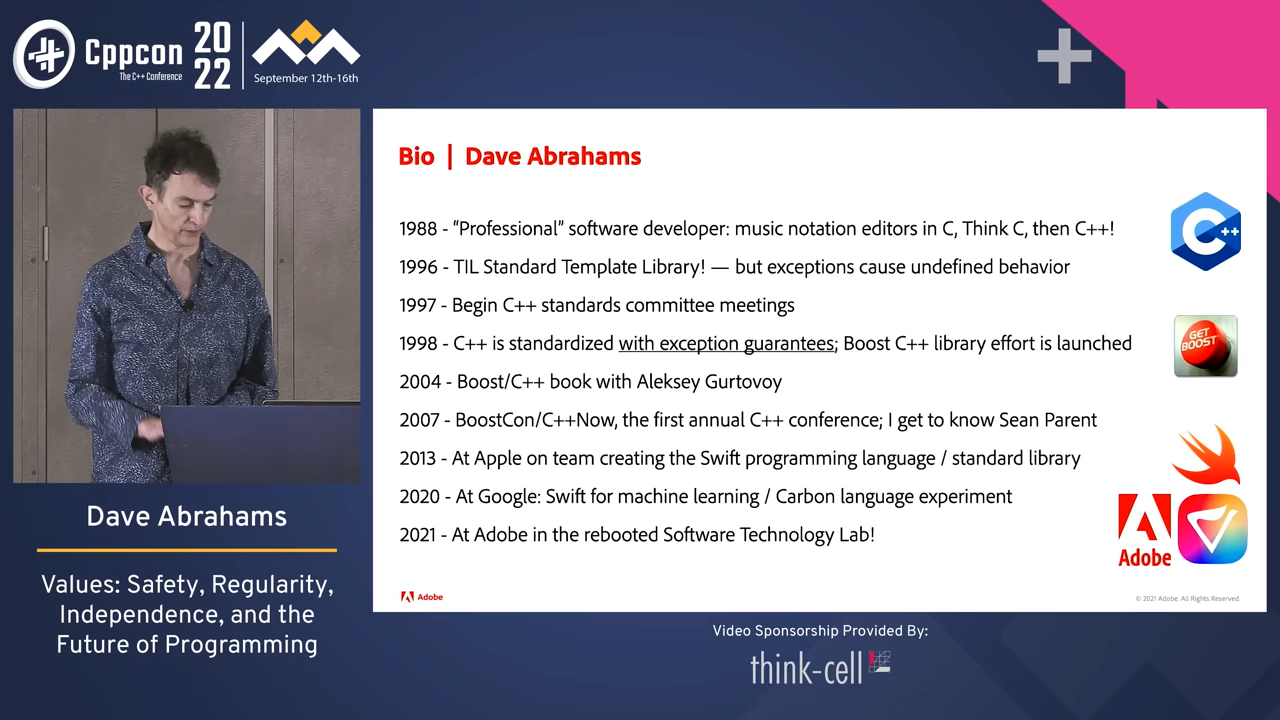 Cppcon
The C++ Conference
20
22
September 12th-16th
Bio | Dave Abrahams
1988 - “Professional” software developer: music notation editors in C, Think C, then C++!
1996 - TIL Standard Template Library! — but exceptions cause undefined behavior
1997 - Begin C++ standards committee meetings
1998 - C++ is standardized with exception guarantees; Boost C++ library effort is launched
2004 - Boost/C++ book with Aleksey Gurtovoy
2007 - BoostCon/C++Now, the first annual C++ conference; I get to know Sean Parent
2013 - At Apple on team creating the Swift programming language / standard library
2020 - At Google: Swift for machine learning / Carbon language experiment
2021 - At Adobe in the rebooted Software Technology Lab!
C++
GET
BOOST
Adobe
Adobe
© 2021 Adobe. All Rights Reserved.
Dave Abrahams
Values: Safety, Regularity,
Independence, and the
Future of Programming
Video Sponsorship Provided By:
think-cell